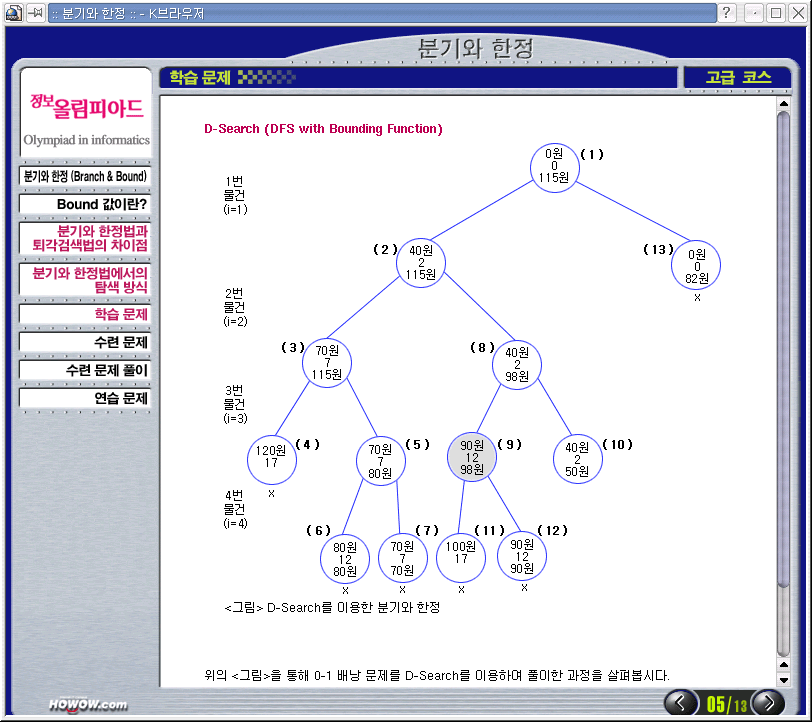 :: 분기와 한정 :: - K브라우저
분기와 한정
학습 문제
고급 코스
정보올림피아드
Olympiad in informatics
분기와 한정 (Branch & Bound)
Bound 값이란?
분기와 한정법과
퇴각검색법의 차이점
분기와 한정법에서의
탐색 방식
학습 문제
수련 문제
수련 문제 풀이
연습 문제
HOWOW.com
D-Search (DFS with Bounding Function)
0원
0
115원
(1)
1번
물건
(i=1)
(2)
40원
2
115원
(13)
0원
0
82원
x
2번
물건
(i=2)
(3)
70원
7
115원
(8)
40원
2
98원
3번
물건
(i=3)
120원
17
(4)
x
70원
7
80원
(5)
90원
12
98원
(9)
40원
2
50원
(10)
4번
물건
(i=4)
(6)
80원
12
80원
x
(7)
70원
7
70원
x
(11)
100원
17
x
(12)
90원
12
90원
x
<그림> D-Search를 이용한 분기와 한정
위의 <그림>을 통해 0-1 배낭 문제를 D-Search를 이용하여 풀이한 과정을 살펴봅시다.
05/13